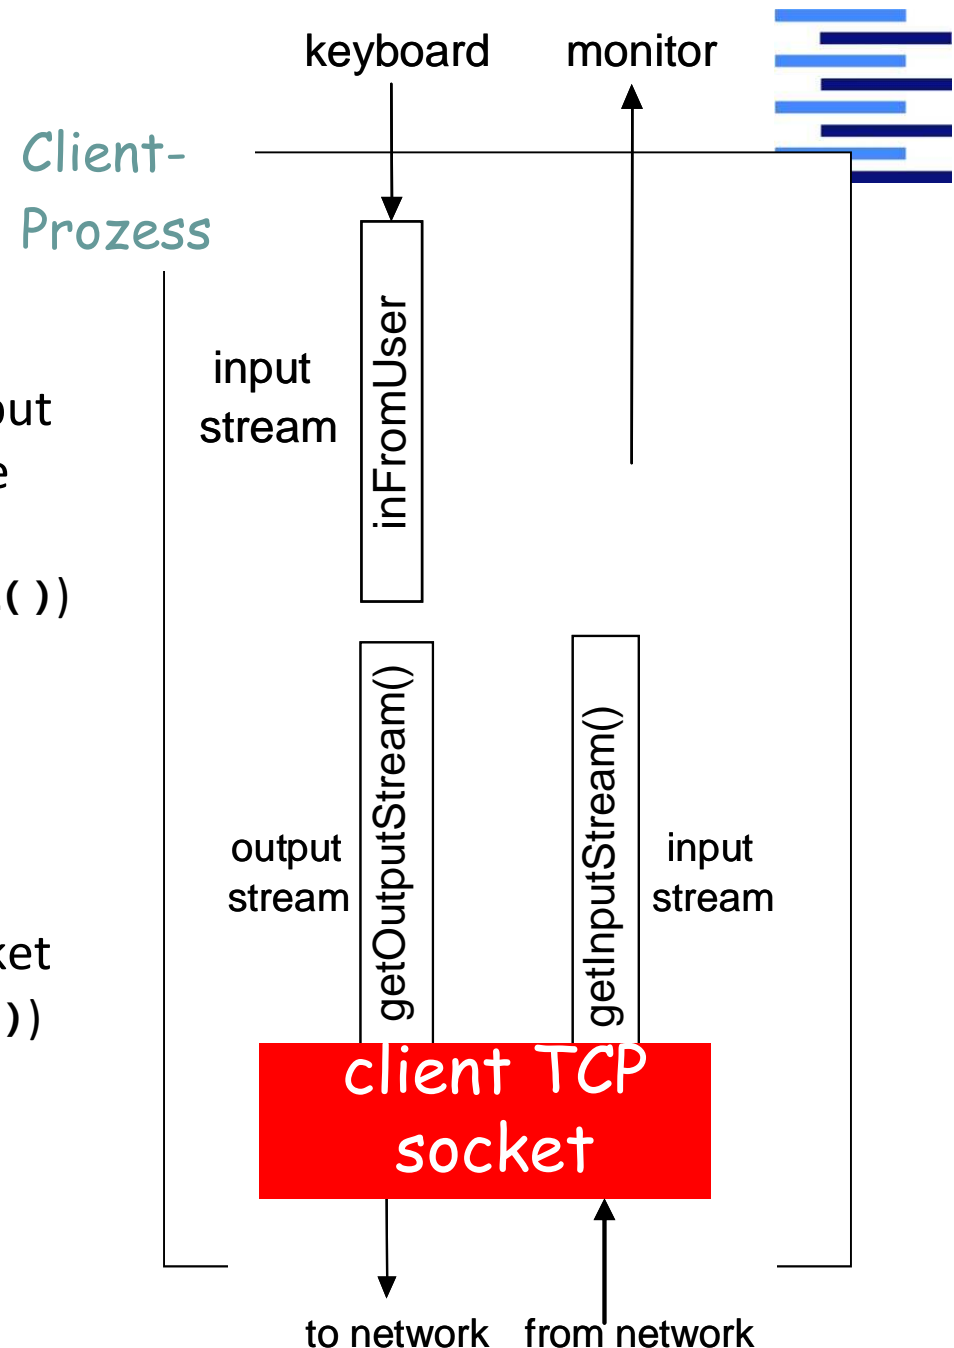 keyboard monitor
Client-
Prozess
inFromUser
input
stream
())
getOutputStream()
getInputStream()
output
stream
input
stream
))
client TCP
socket
to network from network